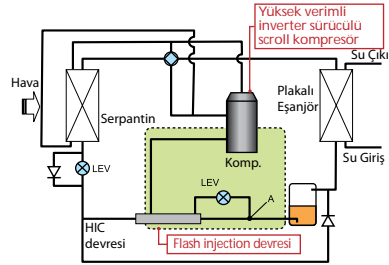 Yüksek verimli
inverter sürücülü
scroll kompresör
Su Çıkı
Hava
Serpantin
Plakalı
Eşanjör
Komp.
Su Giriş
LEV
LEV
A
HIC
devresi
Flash injection devresi